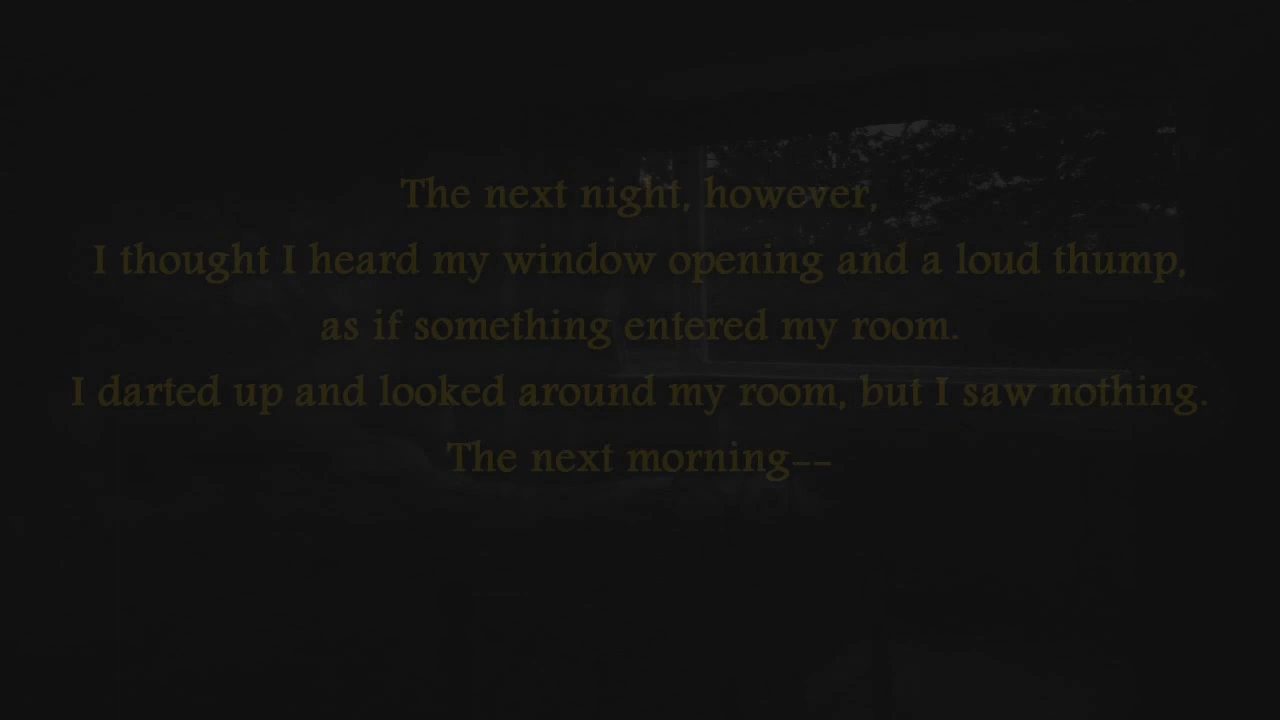 The next night, however,
I thought I heard my window opening and a loud thump,
as if something entered my room.
I darted up and looked around my room, but I saw nothing.
The next morning--